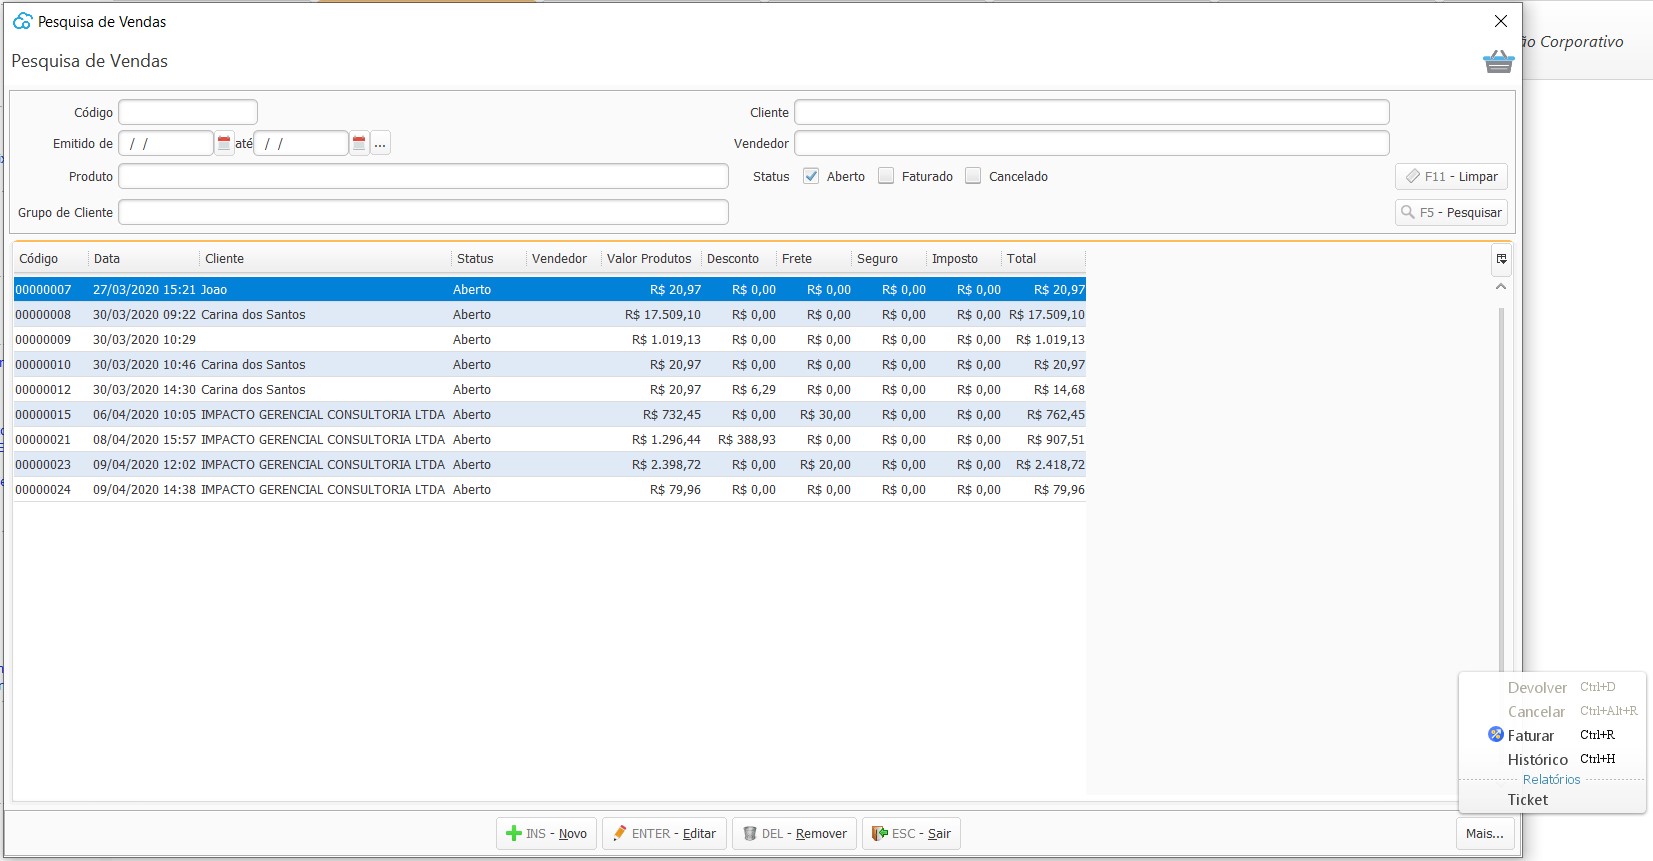 Pesquisa de Vendas
ão Corporativo
Pesquisa de Vendas
Código
Cliente
Emitido de / / até / / ...
Vendedor
Produto
Status Aberto Faturado Cancelado
F11 - Limpar
Grupo de Cliente
F5 - Pesquisar
Código Data Cliente Status Vendedor Valor Produtos Desconto Frete Seguro Imposto Total
00000007 27/03/2020 15:21 Joao Aberto R$ 20,97 R$ 0,00 R$ 0,00 R$ 0,00 R$ 0,00 R$ 20,97
00000008 30/03/2020 09:22 Carina dos Santos Aberto R$ 17.509,10 R$ 0,00 R$ 0,00 R$ 0,00 R$ 0,00 R$ 17.509,10
00000009 30/03/2020 10:29 Aberto R$ 1.019,13 R$ 0,00 R$ 0,00 R$ 0,00 R$ 0,00 R$ 1.019,13
00000010 30/03/2020 10:46 Carina dos Santos Aberto R$ 20,97 R$ 0,00 R$ 0,00 R$ 0,00 R$ 0,00 R$ 20,97
00000012 30/03/2020 14:30 Carina dos Santos Aberto R$ 20,97 R$ 6,29 R$ 0,00 R$ 0,00 R$ 0,00 R$ 14,68
00000015 06/04/2020 10:05 IMPACTO GERENCIAL CONSULTORIA LTDA Aberto R$ 732,45 R$ 0,00 R$ 30,00 R$ 0,00 R$ 0,00 R$ 762,45
00000021 08/04/2020 15:57 IMPACTO GERENCIAL CONSULTORIA LTDA Aberto R$ 1.296,44 R$ 388,93 R$ 0,00 R$ 0,00 R$ 0,00 R$ 907,51
00000023 09/04/2020 12:02 IMPACTO GERENCIAL CONSULTORIA LTDA Aberto R$ 2.398,72 R$ 0,00 R$ 20,00 R$ 0,00 R$ 0,00 R$ 2.418,72
00000024 09/04/2020 14:38 IMPACTO GERENCIAL CONSULTORIA LTDA Aberto R$ 79,96 R$ 0,00 R$ 0,00 R$ 0,00 R$ 0,00 R$ 79,96
Devolver Ctrl+D
Cancelar Ctrl+Alt+R
Faturar Ctrl+R
Histórico Ctrl+H
Relatórios
Ticket
INS - Novo
ENTER - Editar
DEL - Remover
ESC - Sair
Mais...